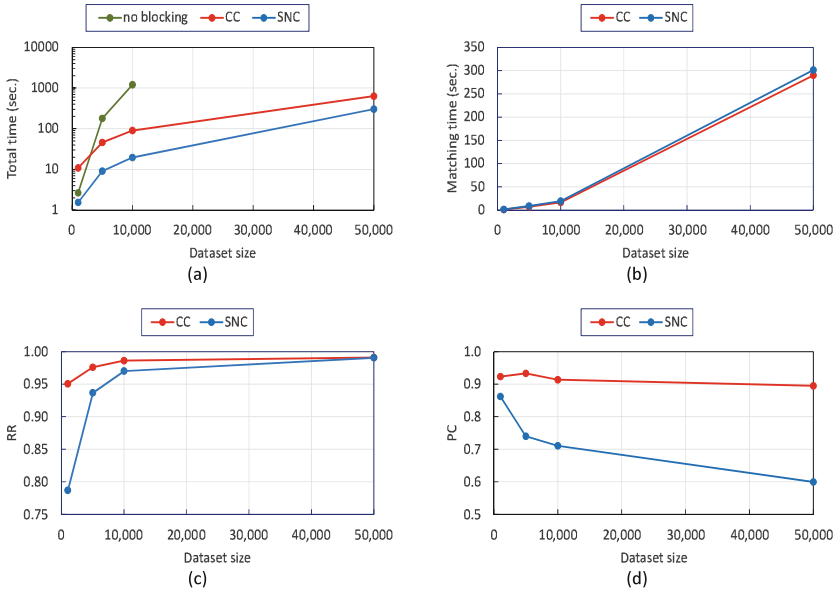 no blocking CC SNC
10000
1000
100
10
1
Total time (sec.)
0 10,000 20,000 30,000 40,000 50,000
Dataset size
(a)
CC SNC
350
300
250
200
150
100
50
0
Matching time (sec.)
0 10,000 20,000 30,000 40,000 50,000
Dataset size
(b)
CC SNC
1.00
0.95
0.90
0.85
0.80
0.75
RR
0 10,000 20,000 30,000 40,000 50,000
Dataset size
(c)
CC SNC
1.0
0.9
0.8
0.7
0.6
0.5
PC
0 10,000 20,000 30,000 40,000 50,000
Dataset size
(d)